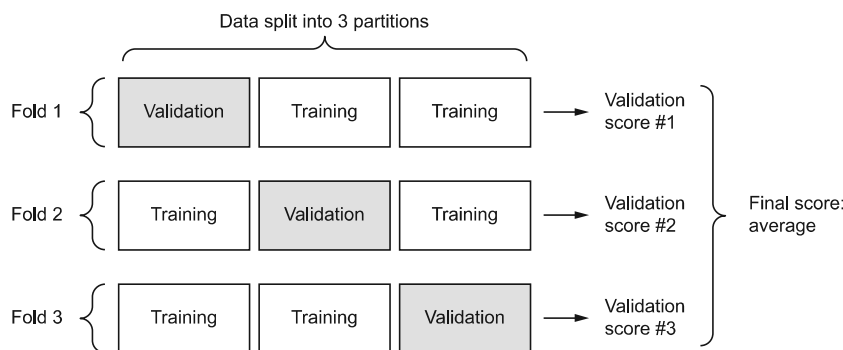 Data split into 3 partitions
Fold 1
Validation
Training
Training
Validation
score #1
Fold 2
Training
Validation
Training
Validation
score #2
Final score:
average
Fold 3
Training
Training
Validation
Validation
score #3